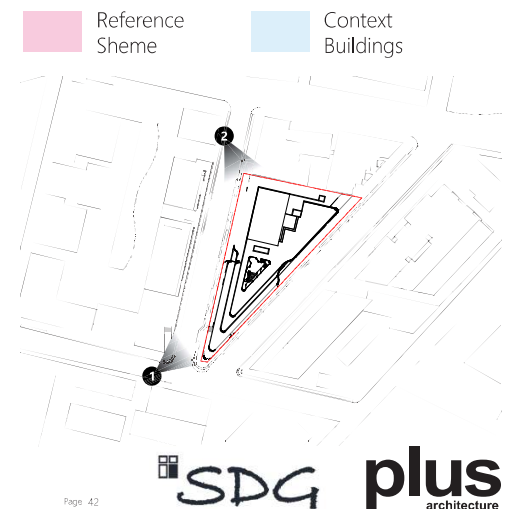 Reference
Sheme
Context
Buildings
2
1
Page 42
SDG
plus
architecture